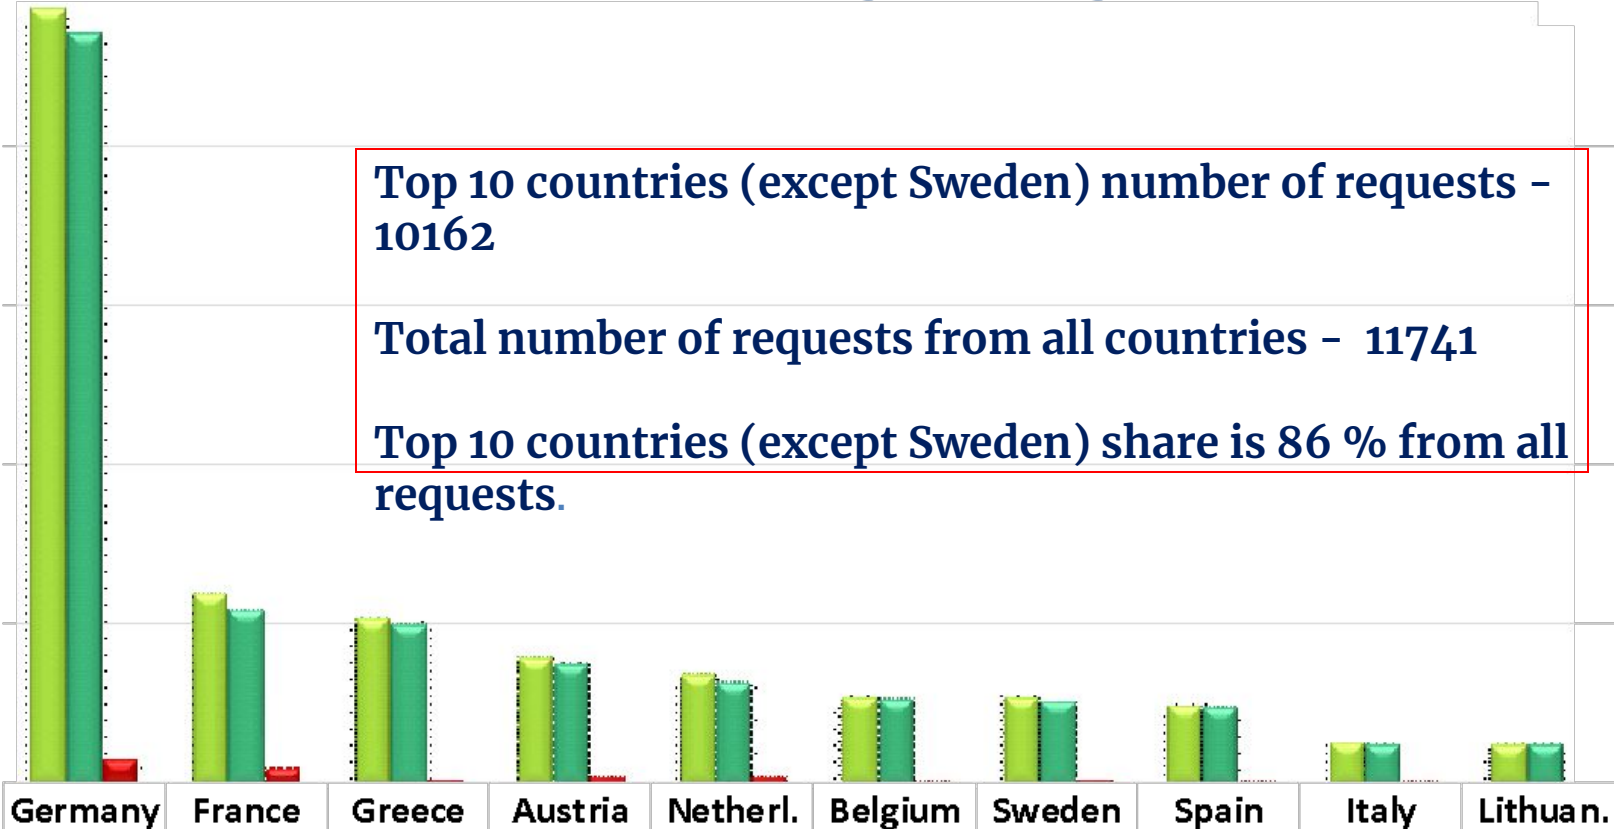 Top 10 countries (except Sweden) number of requests -
10162
Total number of requests from all countries - 11741
Top 10 countries (except Sweden) share is 86 % from all
requests.
Germany France Greece Austria Netherl. Belgium Sweden Spain Italy Lithuan.